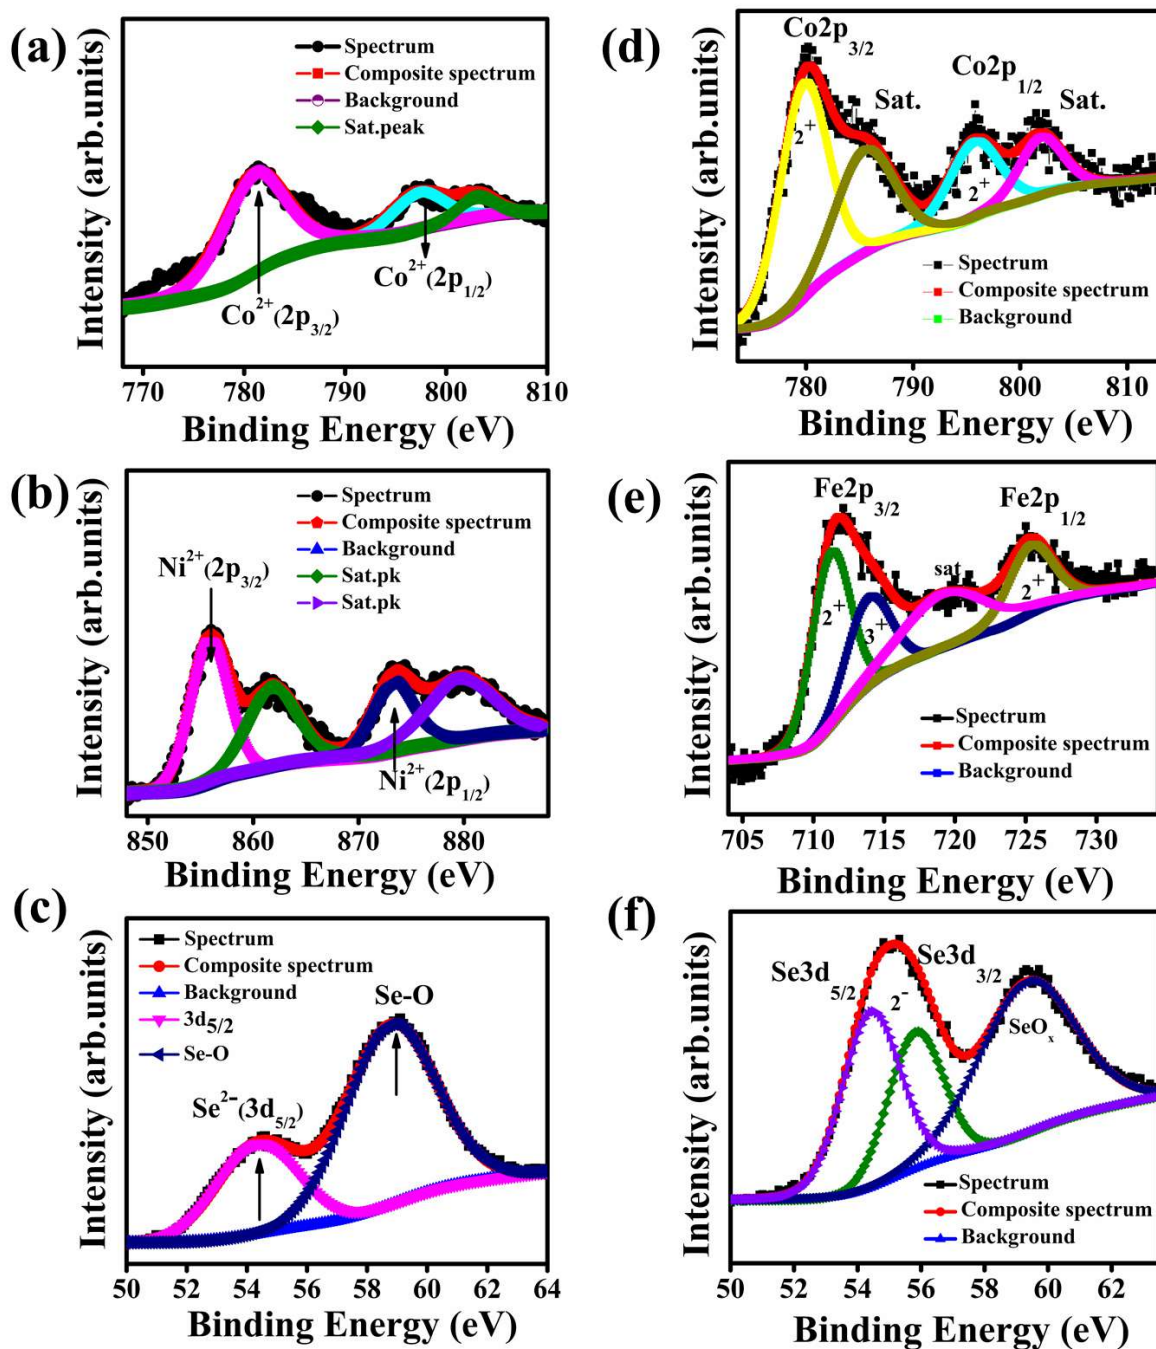 (a)
Spectrum
Composite spectrum
Background
Sat.peak
Co²⁺(2p₃/₂)
Co²⁺(2p₁/₂)
Intensity (arb.units)
770 780 790 800 810
Binding Energy (eV)
(d)
Co2p₃/₂
Sat.
Co2p₁/₂
Sat.
2⁺
2⁺
Spectrum
Composite spectrum
Background
Intensity (arb.units)
780 790 800 810
Binding Energy (eV)
(b)
Spectrum
Composite spectrum
Background
Sat.pk
Sat.pk
Ni²⁺(2p₃/₂)
Ni²⁺(2p₁/₂)
Intensity (arb.units)
850 860 870 880
Binding Energy (eV)
(e)
Fe2p₃/₂
Fe2p₁/₂
sat
2⁺
3⁺
2⁺
Spectrum
Composite spectrum
Background
Intensity (arb.units)
705 710 715 720 725 730
Binding Energy (eV)
(c)
Spectrum
Composite spectrum
Background
3d₅/₂
Se-O
Se-O
Se²⁻(3d₅/₂)
Intensity (arb.units)
50 52 54 56 58 60 62 64
Binding Energy (eV)
(f)
Se3d₅/₂
Se3d₃/₂
2⁻
SeOₓ
Spectrum
Composite spectrum
Background
Intensity (arb.units)
50 52 54 56 58 60 62
Binding Energy (eV)